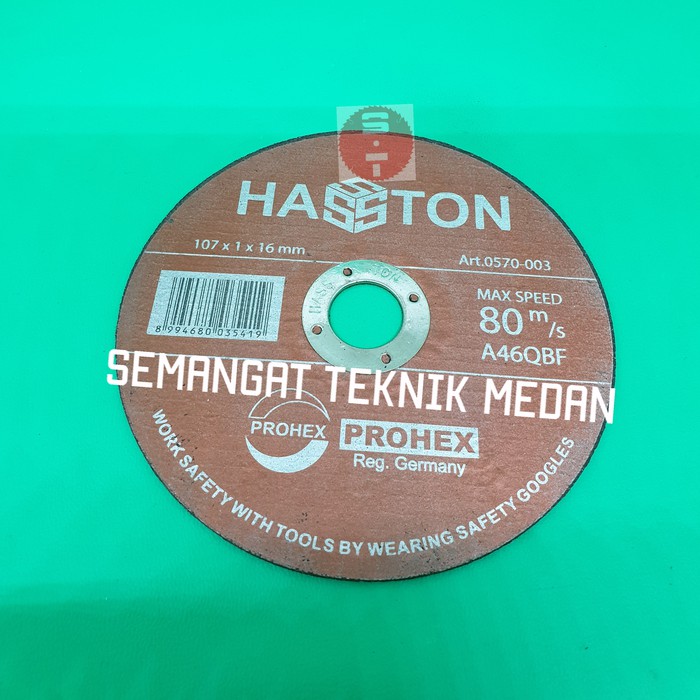 S-T
HASSTON
107 x 1 x 16 mm
Art.0570-003
MAX SPEED
80 m/s
A46QBF
8 994680 035419
SEMANGAT TEKNIK MEDAN
PROHEX
PROHEX
Reg. Germany
WORK SAFETY WITH TOOLS BY WEARING SAFETY GOOGLES